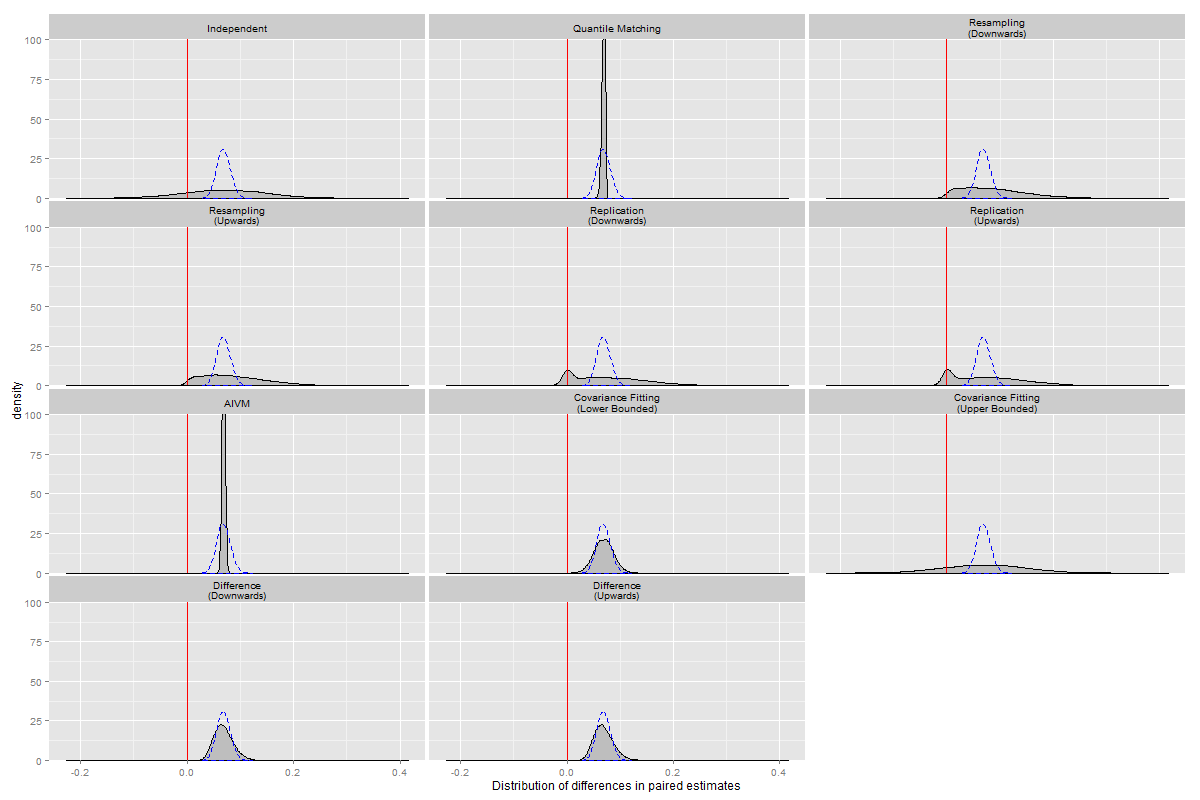 Independent
Quantile Matching
Resampling
(Downwards)
100
75
50
25
0
Resampling
(Upwards)
Replication
(Downwards)
Replication
(Upwards)
100
75
50
25
0
AIVM
Covariance Fitting
(Lower Bounded)
Covariance Fitting
(Upper Bounded)
100
75
50
25
0
Difference
(Downwards)
Difference
(Upwards)
100
75
50
25
0
-0.2 0.0 0.2 0.4
-0.2 0.0 0.2 0.4
density
Distribution of differences in paired estimates